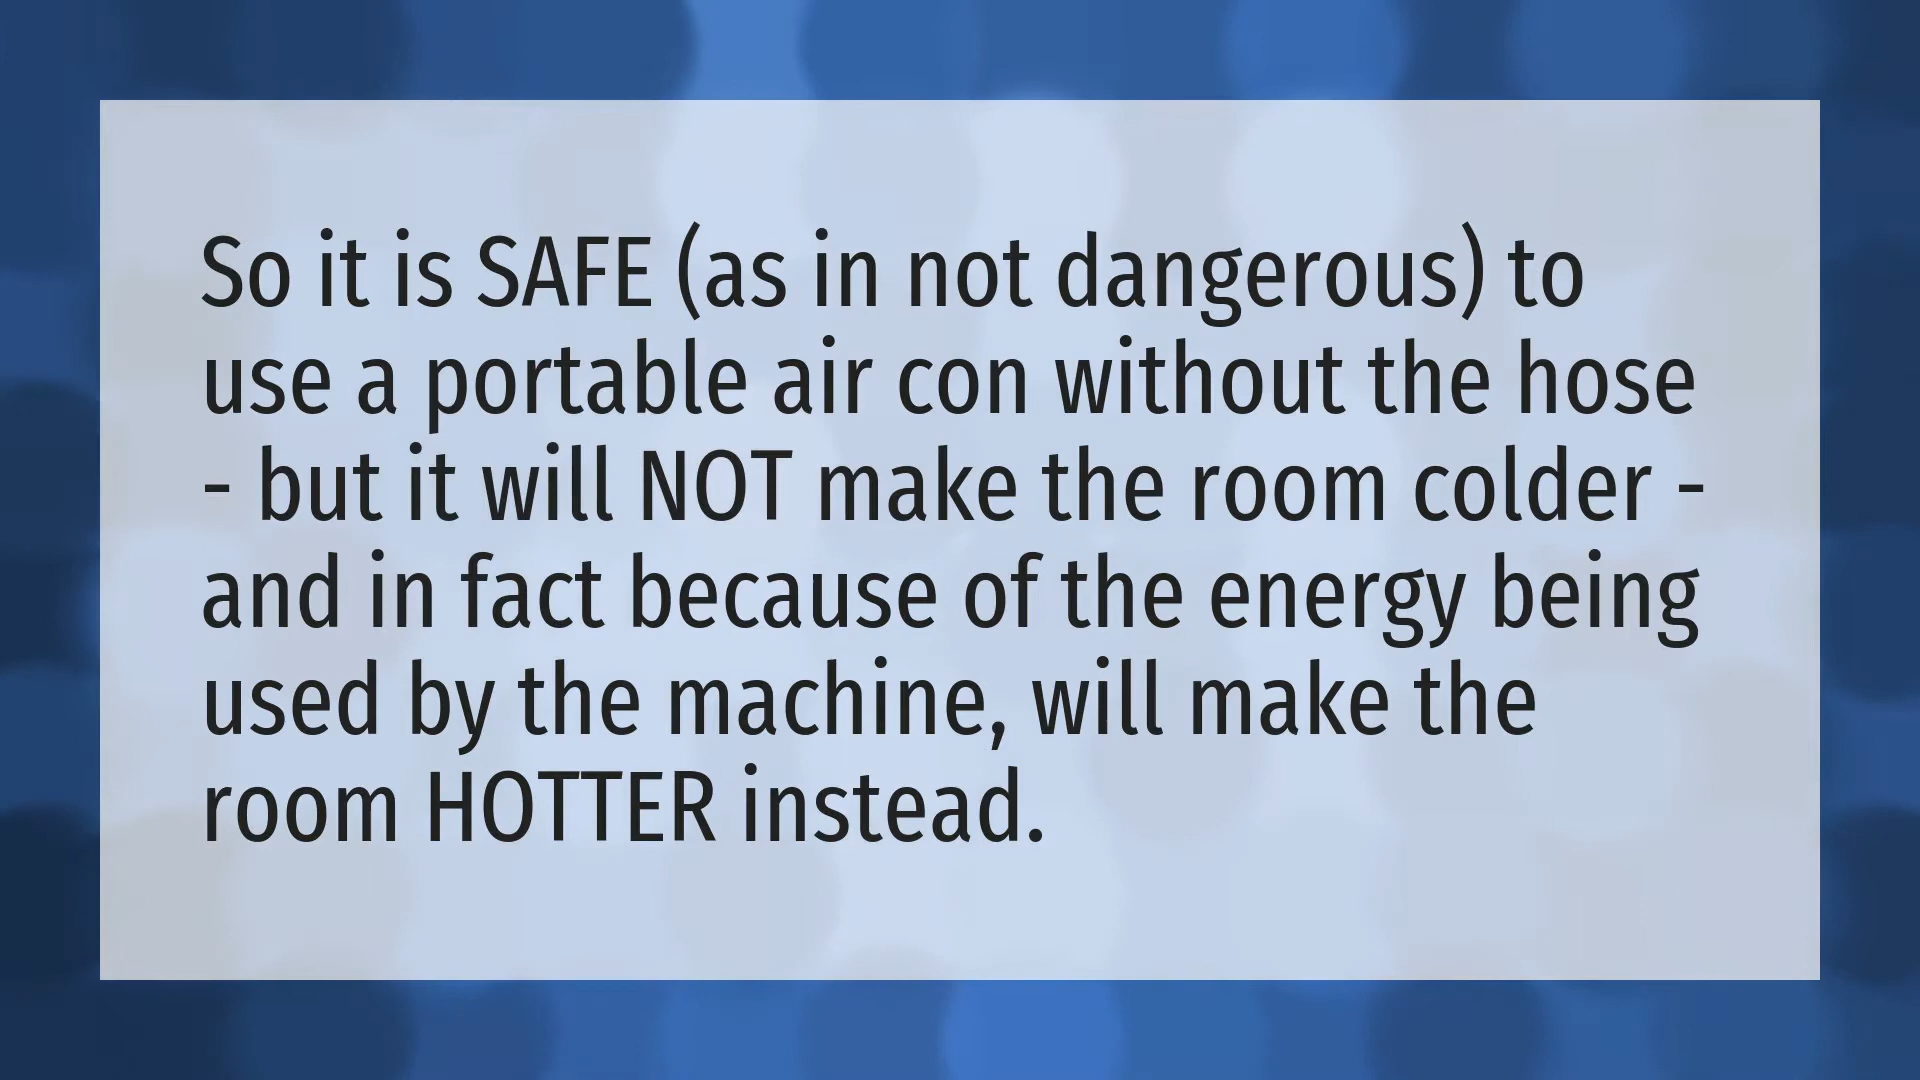 So it is SAFE (as in not dangerous) to
use a portable air con without the hose
- but it will NOT make the room colder -
and in fact because of the energy being
used by the machine, will make the
room HOTTER instead.